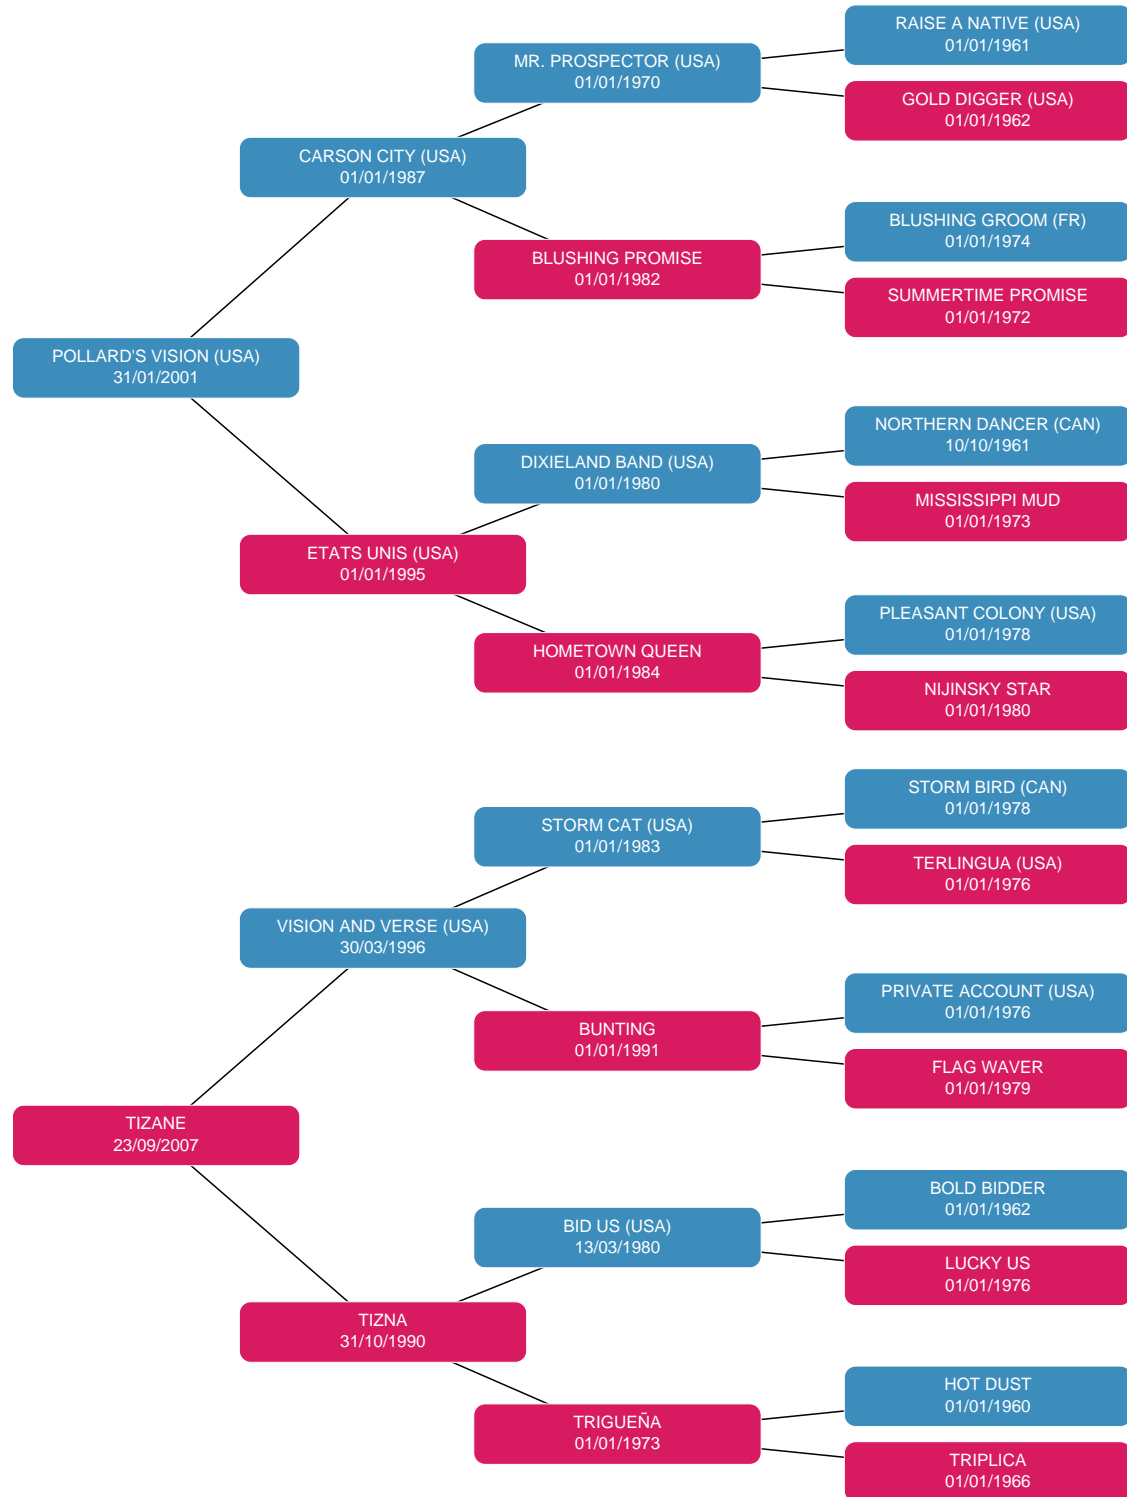 RAISE A NATIVE (USA)
01/01/1961
MR. PROSPECTOR (USA)
01/01/1970
GOLD DIGGER (USA)
01/01/1962
CARSON CITY (USA)
01/01/1987
BLUSHING GROOM (FR)
01/01/1974
BLUSHING PROMISE
01/01/1982
SUMMERTIME PROMISE
01/01/1972
POLLARD'S VISION (USA)
31/01/2001
NORTHERN DANCER (CAN)
10/10/1961
DIXIELAND BAND (USA)
01/01/1980
MISSISSIPPI MUD
01/01/1973
ETATS UNIS (USA)
01/01/1995
PLEASANT COLONY (USA)
01/01/1978
HOMETOWN QUEEN
01/01/1984
NIJINSKY STAR
01/01/1980
STORM BIRD (CAN)
01/01/1978
STORM CAT (USA)
01/01/1983
TERLINGUA (USA)
01/01/1976
VISION AND VERSE (USA)
30/03/1996
PRIVATE ACCOUNT (USA)
01/01/1976
BUNTING
01/01/1991
FLAG WAVER
01/01/1979
TIZANE
23/09/2007
BOLD BIDDER
01/01/1962
BID US (USA)
13/03/1980
LUCKY US
01/01/1976
TIZNA
31/10/1990
HOT DUST
01/01/1960
TRIGUEÑA
01/01/1973
TRIPLICA
01/01/1966